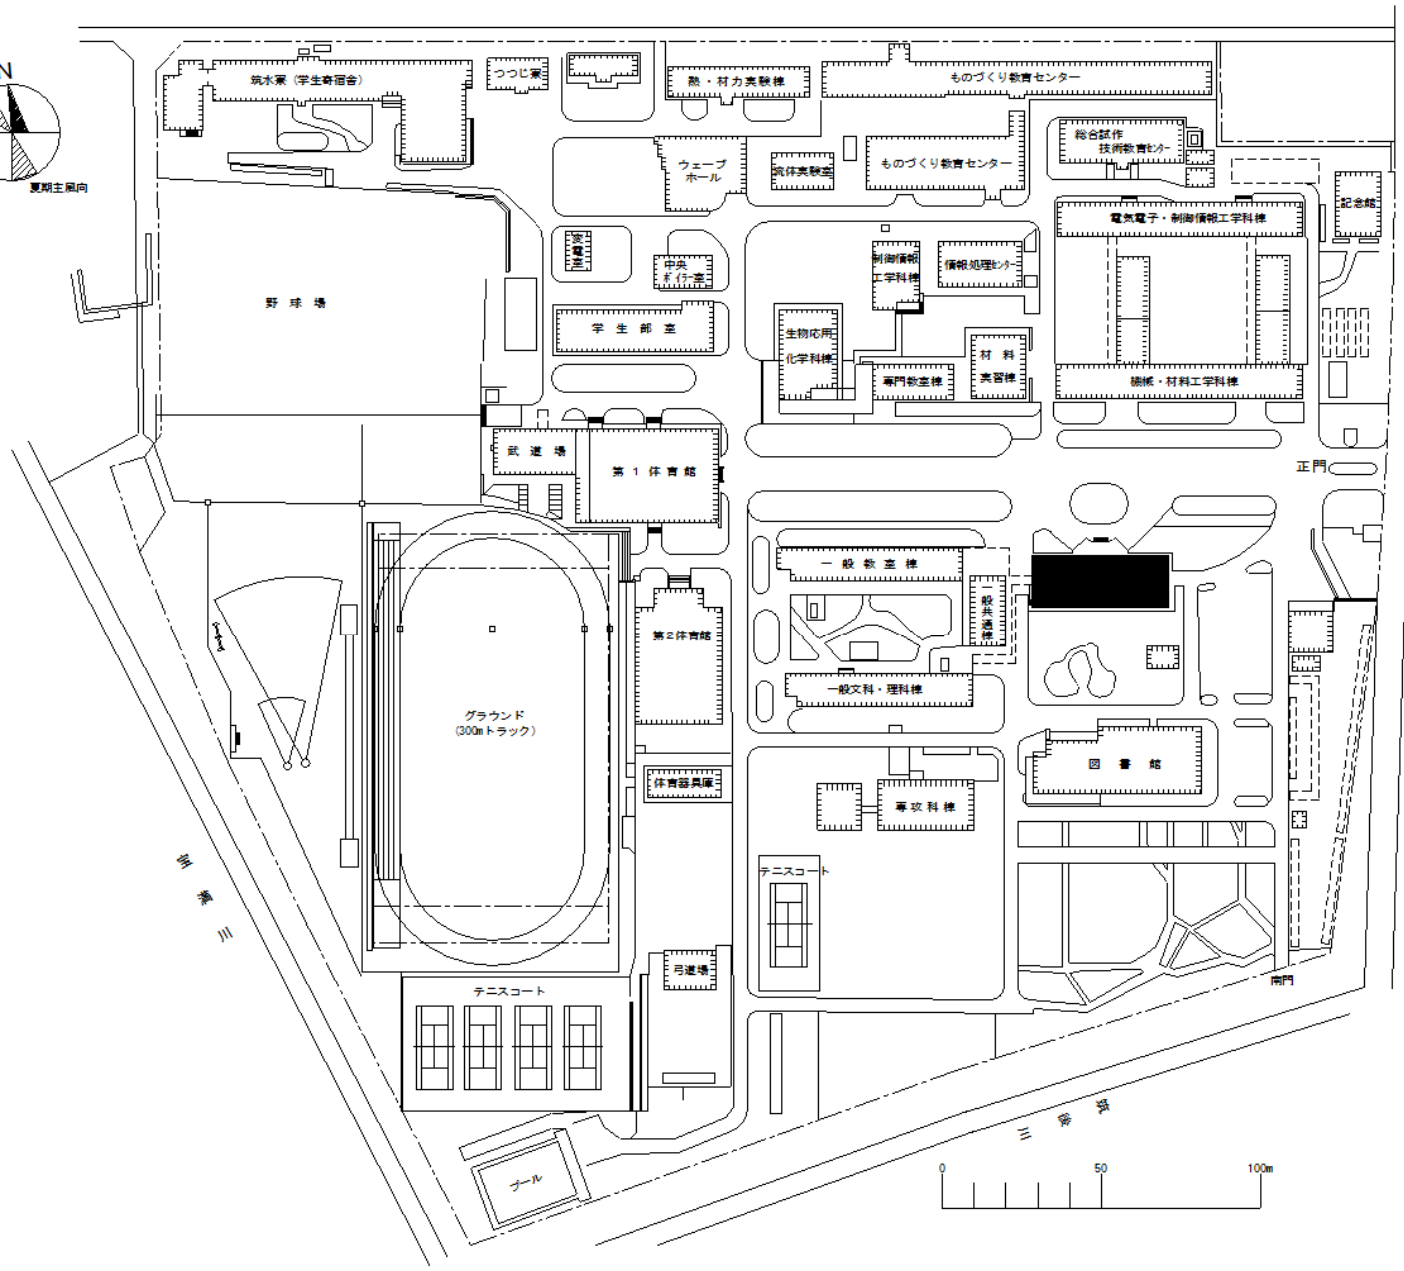 N
夏期主風向
筑水寮（学生寄宿舎）
つつじ寮
熱・材力実験棟
ものづくり教育センター
ウェーブ
ホール
流体実験室
ものづくり教育センター
総合試作
技術教育センター
電気電子・制御情報工学科棟
記念館
変電室
中央
ボイラー室
制御情報
工学科棟
情報処理センター
野球場
学生部室
生物応用
化学科棟
専門教室棟
材料
実習棟
機械・材料工学科棟
武道場
第1体育館
正門
一般教室棟
一般共通棟
第2体育館
一般文科・理科棟
グラウンド
(300mトラック)
図書館
体育器具庫
専攻科棟
テニスコート
宝満川
弓道場
テニスコート
南門
筑後川
プール
0 50 100m